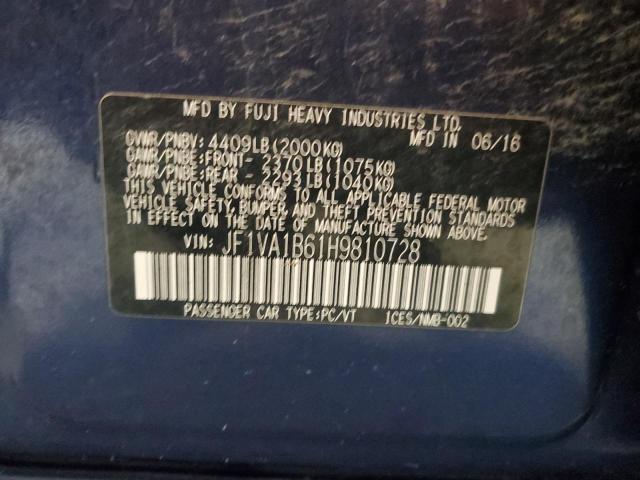 MFD BY FUJI HEAVY INDUSTRIES LTD.
MFD IN 06/16
GVWR/PNBV: 4409LB(2000KG)
GAWR/PNBE:FRONT- 2370LB(1075KG)
GAWR/PNBE:REAR - 2293LB(1040KG)
THIS VEHICLE CONFORMS TO ALL APPLICABLE FEDERAL MOTOR
VEHICLE SAFETY, BUMPER, AND THEFT PREVENTION STANDARDS
IN EFFECT ON THE DATE OF MANUFACTURE SHOWN ABOVE.
VIN: JF1VA1B61H9810728
PASSENGER CAR TYPE:PC/VT ICES/NMB-002